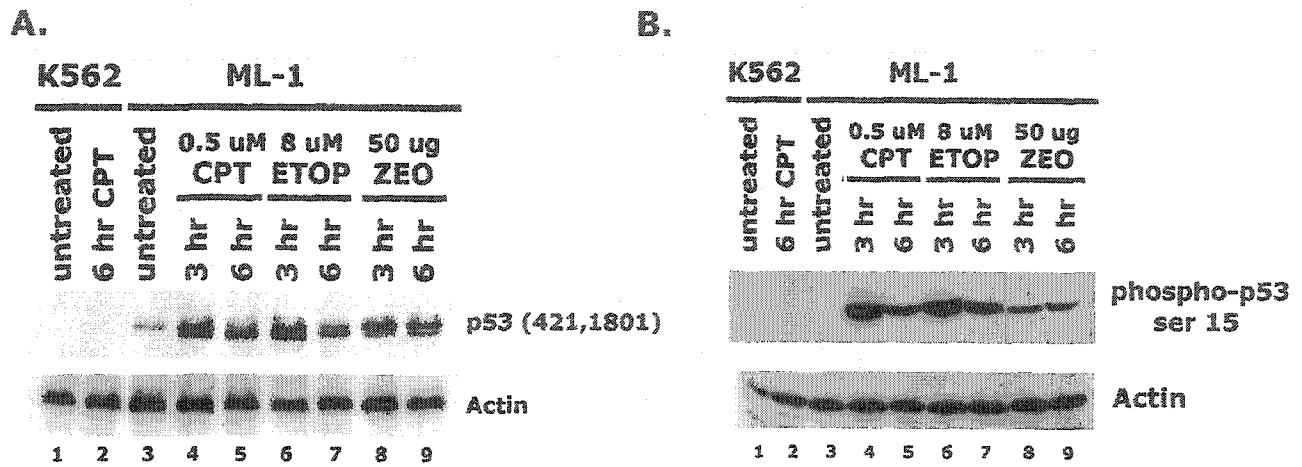 A.
K562 ML-1
untreated
6 hr CPT
untreated
0.5 uM CPT
8 uM ETOP
50 ug ZEO
3 hr
6 hr
3 hr
6 hr
3 hr
6 hr
p53 (421,1801)
Actin
1 2 3 4 5 6 7 8 9
B.
K562 ML-1
untreated
6 hr CPT
untreated
0.5 uM CPT
8 uM ETOP
50 ug ZEO
3 hr
6 hr
3 hr
6 hr
3 hr
6 hr
phospho-p53
ser 15
Actin
1 2 3 4 5 6 7 8 9